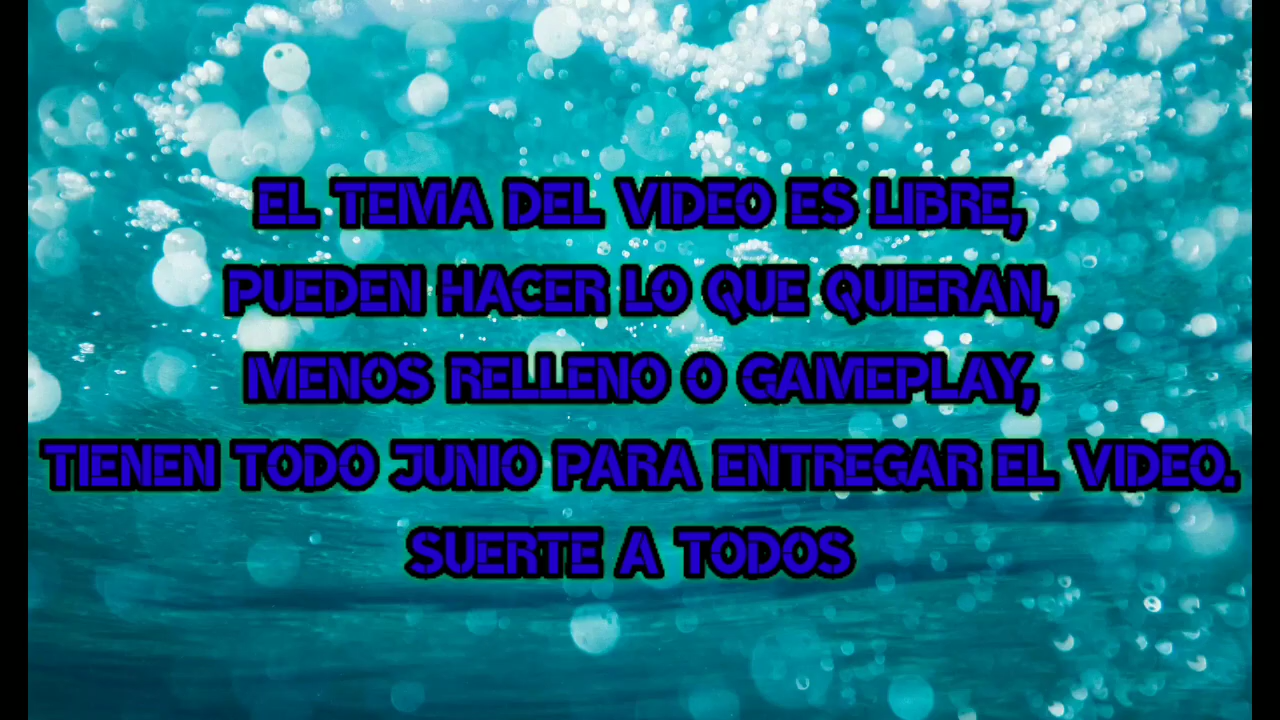 EL TEMA DEL VIDEO ES LIBRE,
PUEDEN HACER LO QUE QUIERAN,
MENOS RELLENO O GAMEPLAY,
TIENEN TODO JUNIO PARA ENTREGAR EL VIDEO.
SUERTE A TODOS